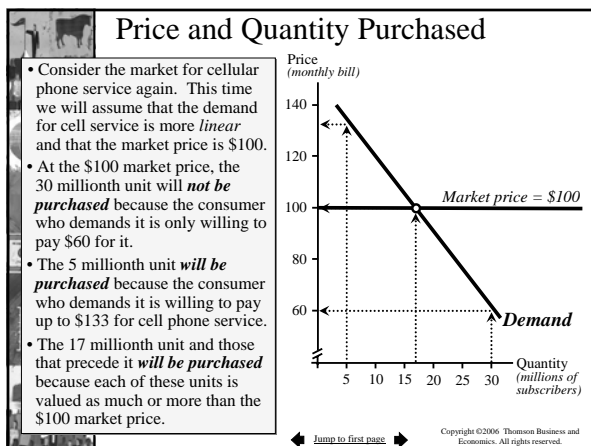 Price and Quantity Purchased
• Consider the market for cellular
phone service again. This time
we will assume that the demand
for cell service is more linear
and that the market price is $100.
• At the $100 market price, the
30 millionth unit will not be
purchased because the consumer
who demands it is only willing to
pay $60 for it.
• The 5 millionth unit will be
purchased because the consumer
who demands it is willing to pay
up to $133 for cell phone service.
• The 17 millionth unit and those
that precede it will be purchased
because each of these units is
valued as much or more than the
$100 market price.
Price
(monthly bill)
140
120
100
80
60
Market price = $100
Demand
5 10 15 20 25 30
Quantity
(millions of
subscribers)
Jump to first page
Copyright ©2006 Thomson Business and
Economics. All rights reserved.